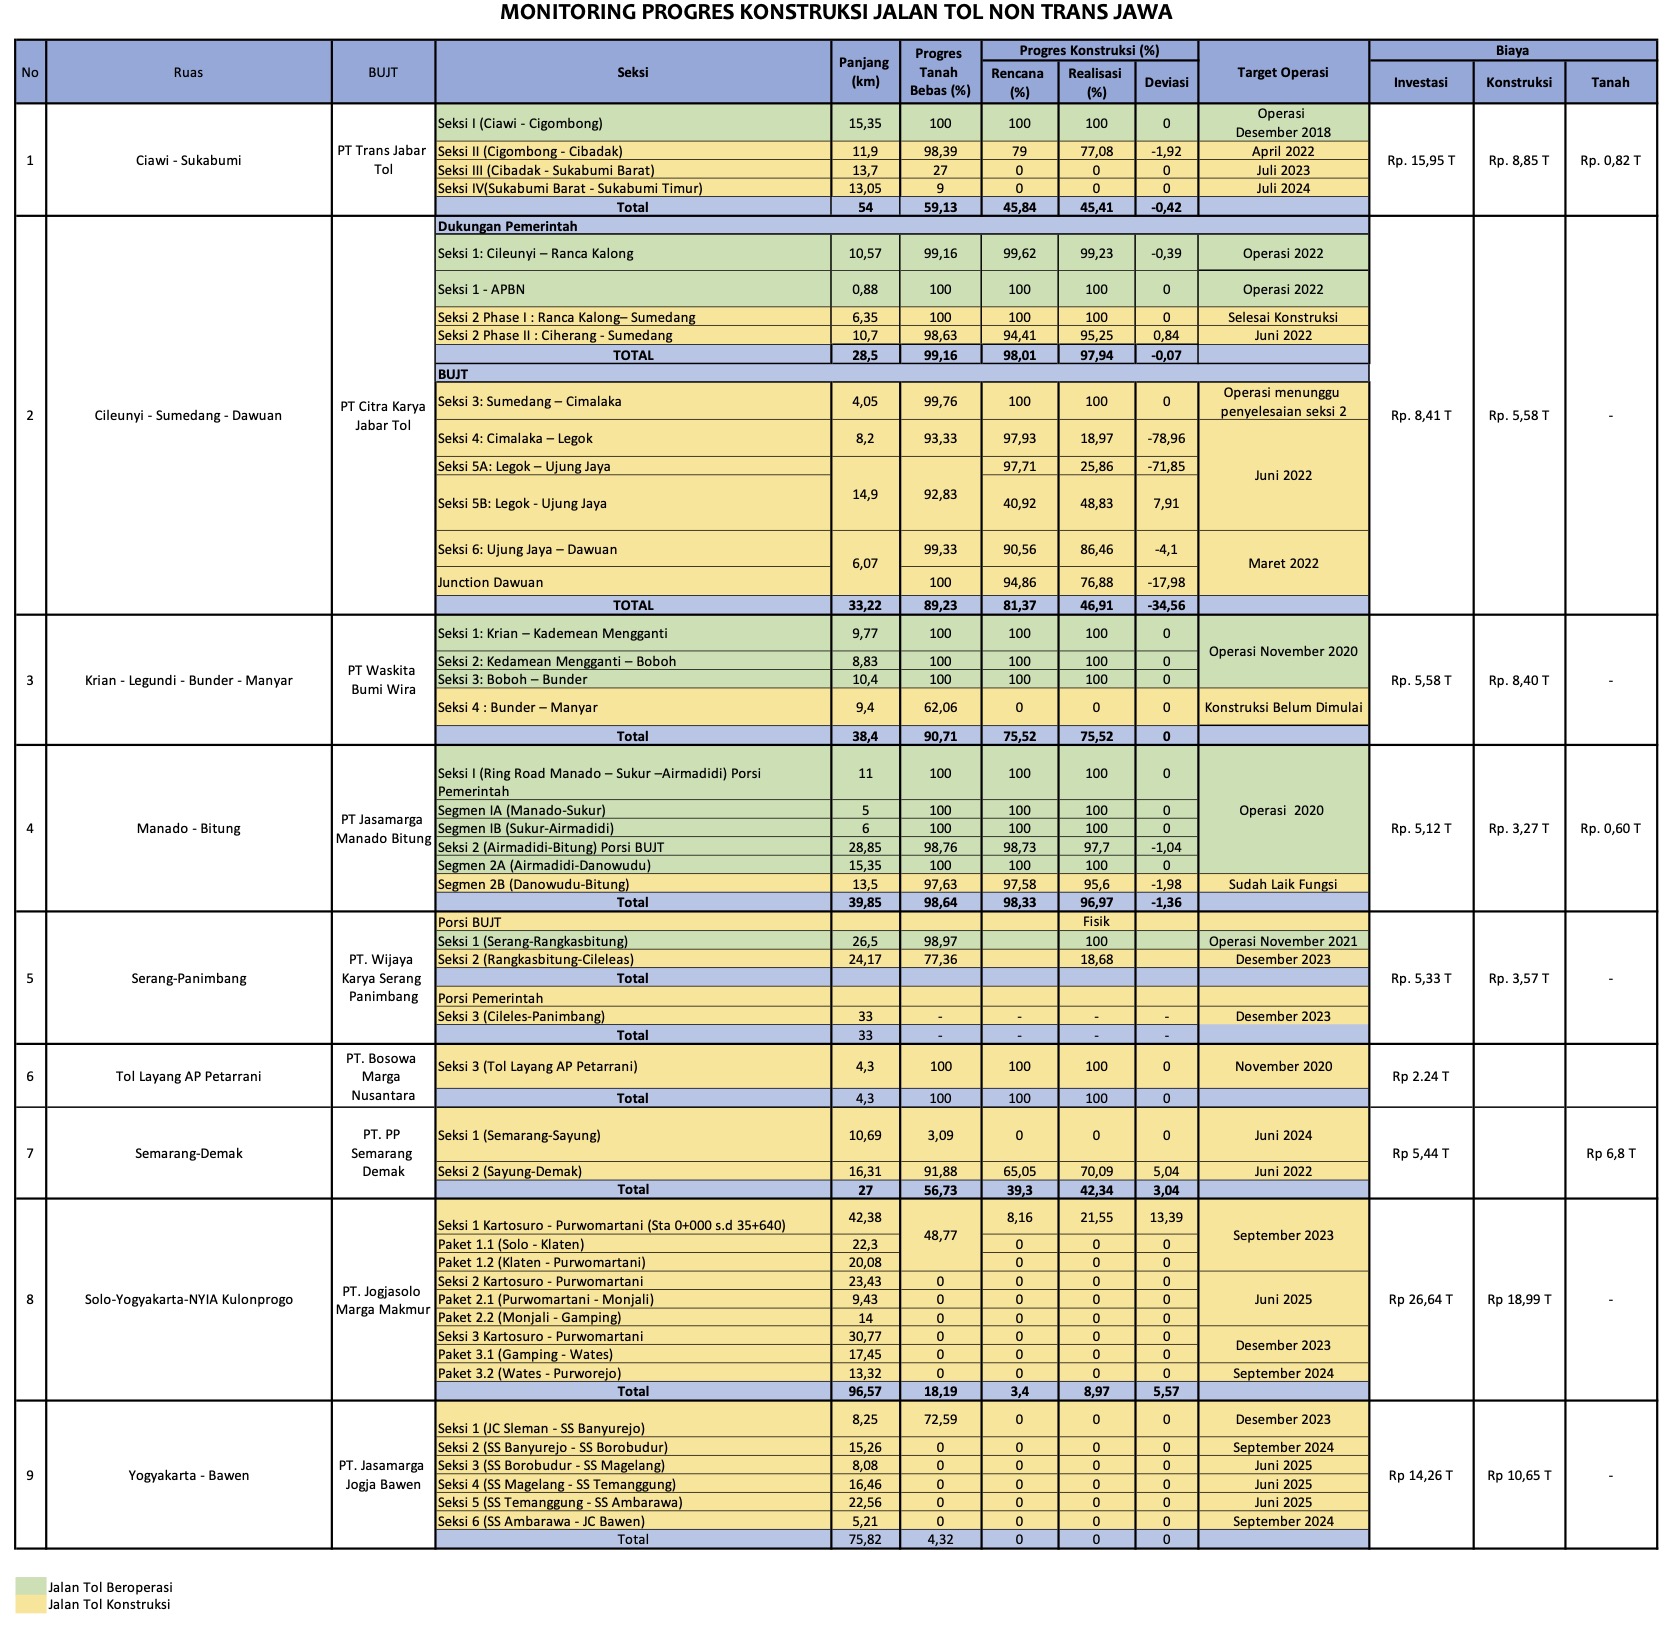 MONITORING PROGRES KONSTRUKSI JALAN TOL NON TRANS JAWA
No Ruas BUJT Seksi Panjang (km) Progres Tanah Bebas (%) Progres Konstruksi (%) Target Operasi Biaya
Rencana (%) Realisasi (%) Deviasi Investasi Konstruksi Tanah
1 Ciawi - Sukabumi PT Trans Jabar Tol Rp. 15,95 T Rp. 8,85 T Rp. 0,82 T
Seksi I (Ciawi - Cigombong) 15,35 100 100 100 0 Operasi Desember 2018
Seksi II (Cigombong - Cibadak) 11,9 98,39 79 77,08 -1,92 April 2022
Seksi III (Cibadak - Sukabumi Barat) 13,7 27 0 0 0 Juli 2023
Seksi IV(Sukabumi Barat - Sukabumi Timur) 13,05 9 0 0 0 Juli 2024
Total 54 59,13 45,84 45,41 -0,42
2 Cileunyi - Sumedang - Dawuan PT Citra Karya Jabar Tol Rp. 8,41 T Rp. 5,58 T -
Dukungan Pemerintah
Seksi 1: Cileunyi – Ranca Kalong 10,57 99,16 99,62 99,23 -0,39 Operasi 2022
Seksi 1 - APBN 0,88 100 100 100 0 Operasi 2022
Seksi 2 Phase I : Ranca Kalong– Sumedang 6,35 100 100 100 0 Selesai Konstruksi
Seksi 2 Phase II : Ciherang - Sumedang 10,7 98,63 94,41 95,25 0,84 Juni 2022
TOTAL 28,5 99,16 98,01 97,94 -0,07
BUJT
Seksi 3: Sumedang – Cimalaka 4,05 99,76 100 100 0 Operasi menunggu penyelesaian seksi 2
Seksi 4: Cimalaka – Legok 8,2 93,33 97,93 18,97 -78,96 Juni 2022
Seksi 5A: Legok – Ujung Jaya 14,9 92,83 97,71 25,86 -71,85
Seksi 5B: Legok - Ujung Jaya 40,92 48,83 7,91
Seksi 6: Ujung Jaya – Dawuan 6,07 99,33 90,56 86,46 -4,1 Maret 2022
Junction Dawuan 100 94,86 76,88 -17,98
TOTAL 33,22 89,23 81,37 46,91 -34,56
3 Krian - Legundi - Bunder - Manyar PT Waskita Bumi Wira Rp. 5,58 T Rp. 8,40 T -
Seksi 1: Krian – Kademean Mengganti 9,77 100 100 100 0 Operasi November 2020
Seksi 2: Kedamean Mengganti – Boboh 8,83 100 100 100 0
Seksi 3: Boboh – Bunder 10,4 100 100 100 0
Seksi 4 : Bunder – Manyar 9,4 62,06 0 0 0 Konstruksi Belum Dimulai
Total 38,4 90,71 75,52 75,52 0
4 Manado - Bitung PT Jasamarga Manado Bitung Rp. 5,12 T Rp. 3,27 T Rp. 0,60 T
Seksi I (Ring Road Manado – Sukur –Airmadidi) Porsi Pemerintah 11 100 100 100 0 Operasi 2020
Segmen IA (Manado-Sukur) 5 100 100 100 0
Segmen IB (Sukur-Airmadidi) 6 100 100 100 0
Seksi 2 (Airmadidi-Bitung) Porsi BUJT 28,85 98,76 98,73 97,7 -1,04
Segmen 2A (Airmadidi-Danowudu) 15,35 100 100 100 0
Segmen 2B (Danowudu-Bitung) 13,5 97,63 97,58 95,6 -1,98 Sudah Laik Fungsi
Total 39,85 98,64 98,33 96,97 -1,36
5 Serang-Panimbang PT. Wijaya Karya Serang Panimbang Rp. 5,33 T Rp. 3,57 T -
Porsi BUJT Fisik
Seksi 1 (Serang-Rangkasbitung) 26,5 98,97 100 Operasi November 2021
Seksi 2 (Rangkasbitung-Cileleas) 24,17 77,36 18,68 Desember 2023
Total
Porsi Pemerintah
Seksi 3 (Cileles-Panimbang) 33 - - - - Desember 2023
Total 33 - - - -
6 Tol Layang AP Petarrani PT. Bosowa Marga Nusantara Rp 2.24 T
Seksi 3 (Tol Layang AP Petarrani) 4,3 100 100 100 0 November 2020
Total 4,3 100 100 100 0
7 Semarang-Demak PT. PP Semarang Demak Rp 5,44 T Rp 6,8 T
Seksi 1 (Semarang-Sayung) 10,69 3,09 0 0 0 Juni 2024
Seksi 2 (Sayung-Demak) 16,31 91,88 65,05 70,09 5,04 Juni 2022
Total 27 56,73 39,3 42,34 3,04
8 Solo-Yogyakarta-NYIA Kulonprogo PT. Jogjasolo Marga Makmur Rp 26,64 T Rp 18,99 T -
Seksi 1 Kartosuro - Purwomartani (Sta 0+000 s.d 35+640) 42,38 48,77 8,16 21,55 13,39 September 2023
Paket 1.1 (Solo - Klaten) 22,3 0 0 0
Paket 1.2 (Klaten - Purwomartani) 20,08 0 0 0
Seksi 2 Kartosuro - Purwomartani 23,43 0 0 0 0 Juni 2025
Paket 2.1 (Purwomartani - Monjali) 9,43 0 0 0 0
Paket 2.2 (Monjali - Gamping) 14 0 0 0 0
Seksi 3 Kartosuro - Purwomartani 30,77 0 0 0 0 Desember 2023
Paket 3.1 (Gamping - Wates) 17,45 0 0 0 0
Paket 3.2 (Wates - Purworejo) 13,32 0 0 0 0 September 2024
Total 96,57 18,19 3,4 8,97 5,57
9 Yogyakarta - Bawen PT. Jasamarga Jogja Bawen Rp 14,26 T Rp 10,65 T -
Seksi 1 (JC Sleman - SS Banyurejo) 8,25 72,59 0 0 0 Desember 2023
Seksi 2 (SS Banyurejo - SS Borobudur) 15,26 0 0 0 0 September 2024
Seksi 3 (SS Borobudur - SS Magelang) 8,08 0 0 0 0 Juni 2025
Seksi 4 (SS Magelang - SS Temanggung) 16,46 0 0 0 0 Juni 2025
Seksi 5 (SS Temanggung - SS Ambarawa) 22,56 0 0 0 0 Juni 2025
Seksi 6 (SS Ambarawa - JC Bawen) 5,21 0 0 0 0 September 2024
Total 75,82 4,32 0 0 0
Jalan Tol Beroperasi
Jalan Tol Konstruksi